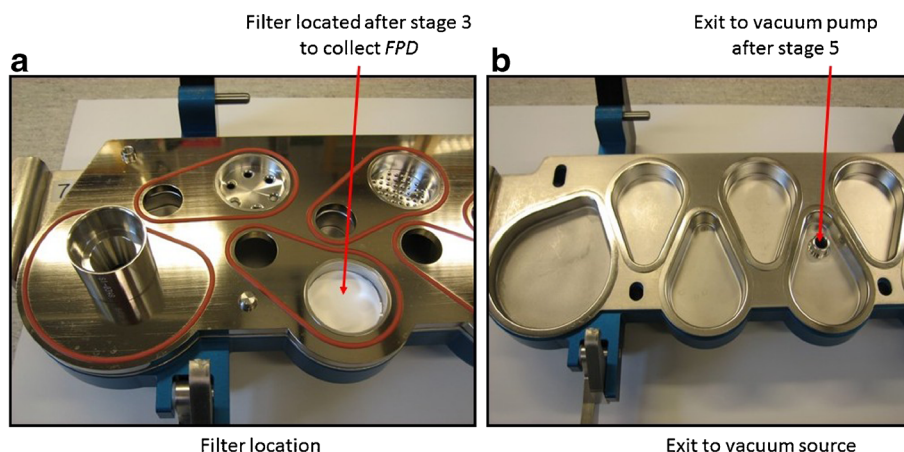 Filter located after stage 3
to collect FPD
Exit to vacuum pump
after stage 5
a
b
7
Filter location
Exit to vacuum source